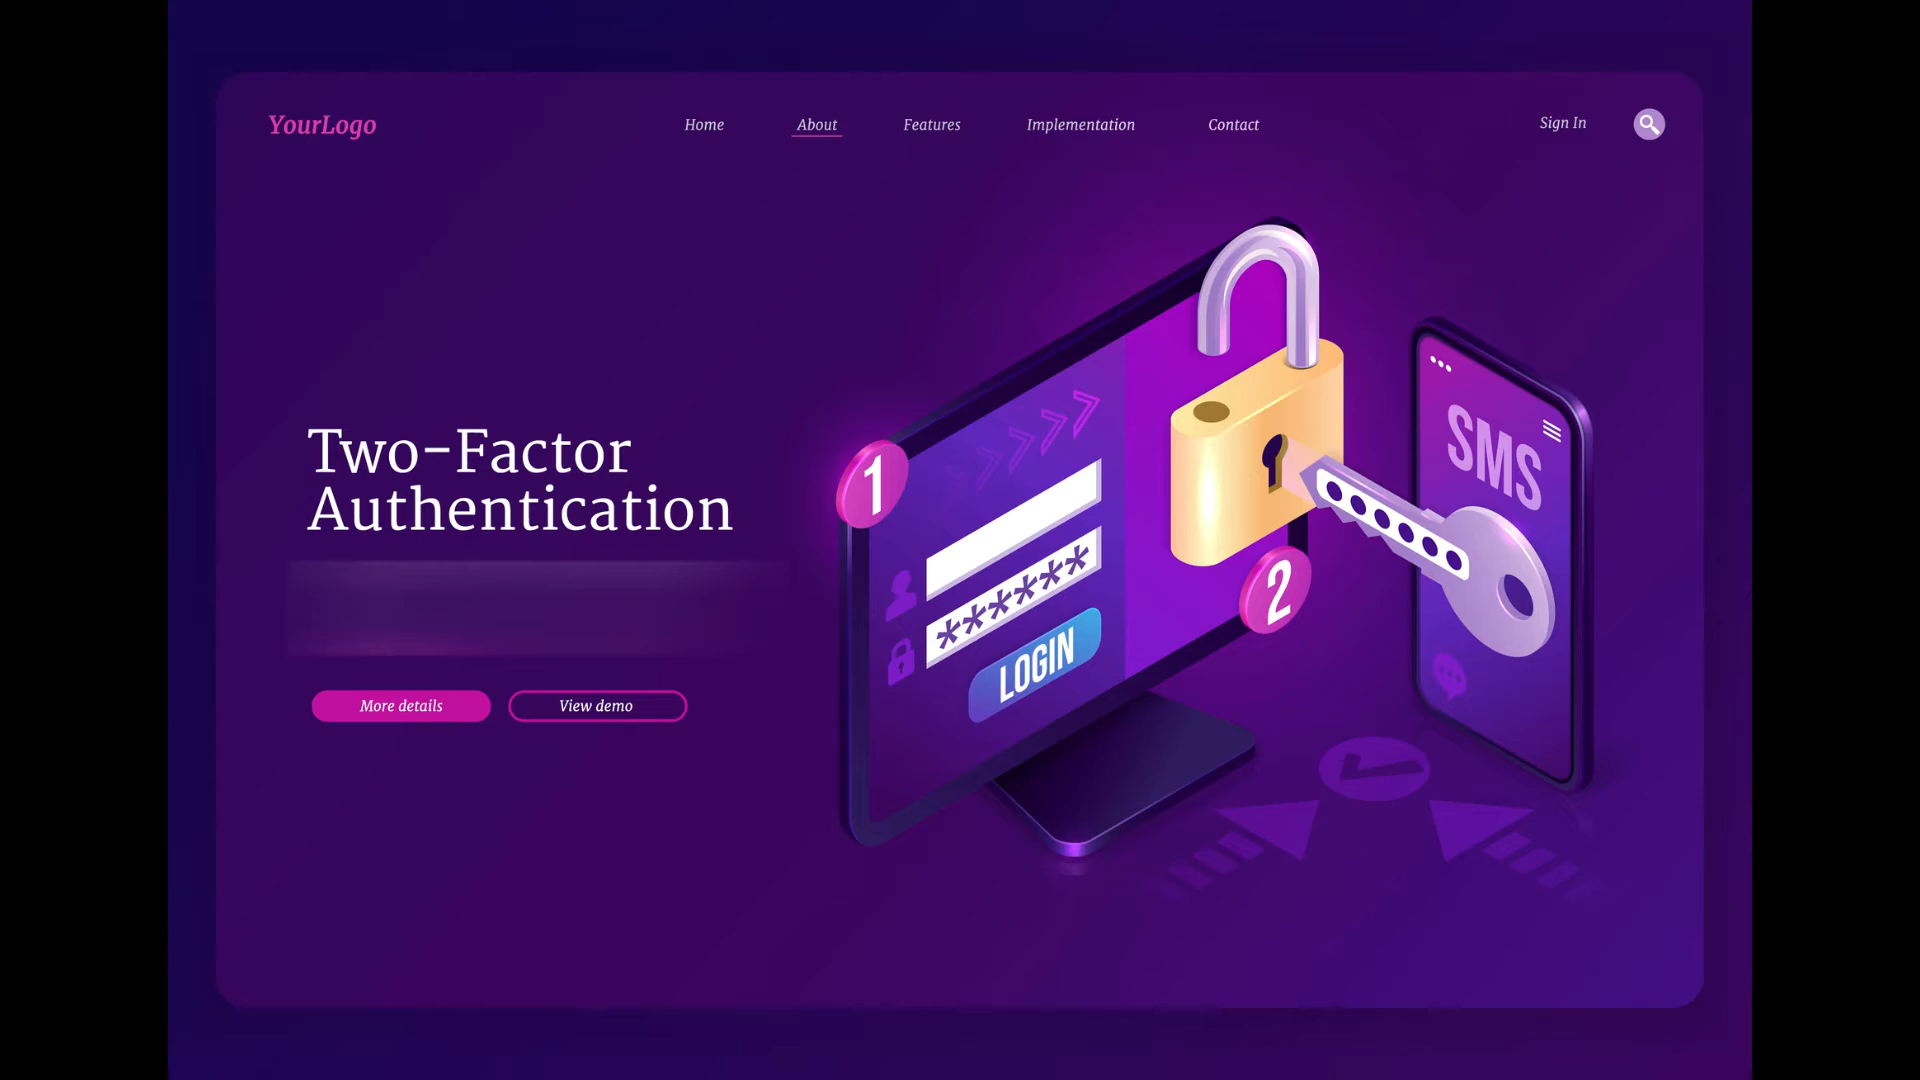 YourLogo
Home
About
Features
Implementation
Contact
Sign In
Two-Factor
Authentication
More details
View demo
1
******
LOGIN
2
SMS